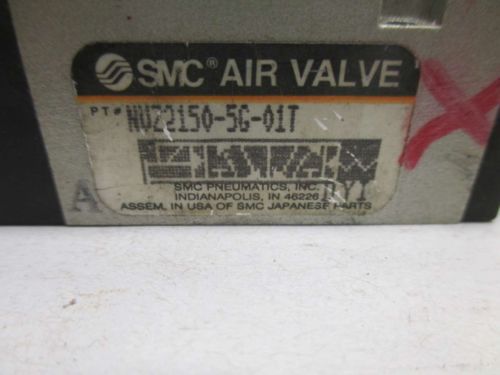 SMC® AIR VALVE
PT# NVZ2150-5G-01T
SMC PNEUMATICS, INC.
INDIANAPOLIS, IN 46226
ASSEM. IN USA OF SMC JAPANESE PARTS
A